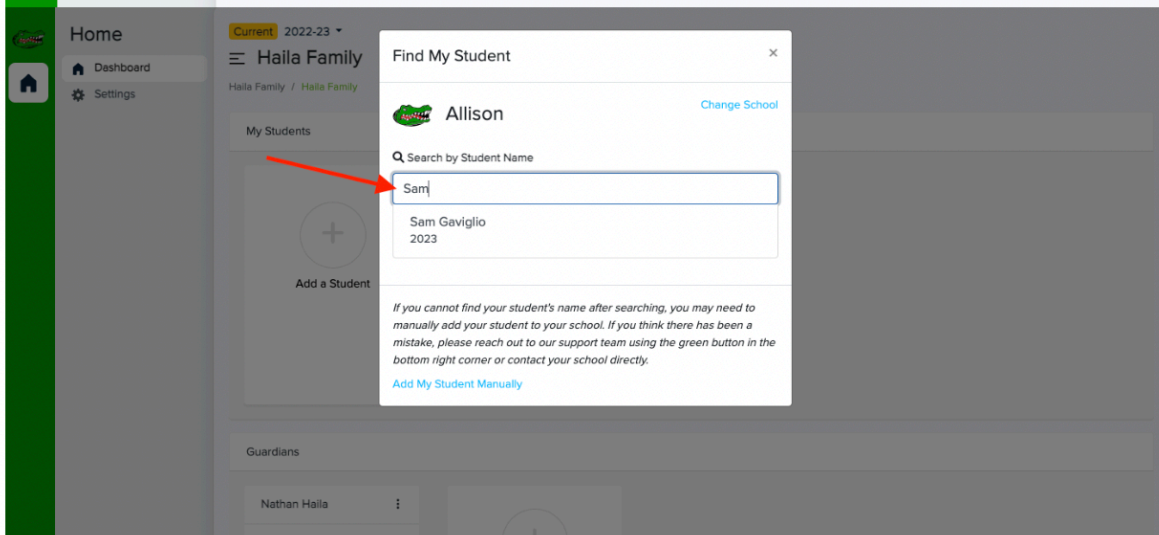 Home
Dashboard
Settings
Current 2022-23
Haila Family
Haila Family / Haila Family
My Students
Add a Student
Find My Student ×
Allison
Change School
Search by Student Name
Sam
Sam Gaviglio
2023
If you cannot find your student's name after searching, you may need to
manually add your student to your school. If you think there has been a
mistake, please reach out to our support team using the green button in the
bottom right corner or contact your school directly.
Add My Student Manually
Guardians
Nathan Haila